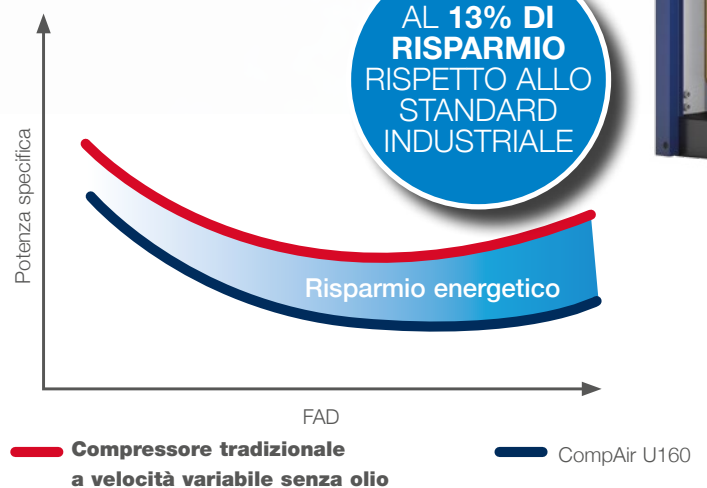 AL 13% DI
RISPARMIO
RISPETTO ALLO
STANDARD
INDUSTRIALE
Potenza specifica
Risparmio energetico
FAD
Compressore tradizionale
a velocità variabile senza olio
CompAir U160